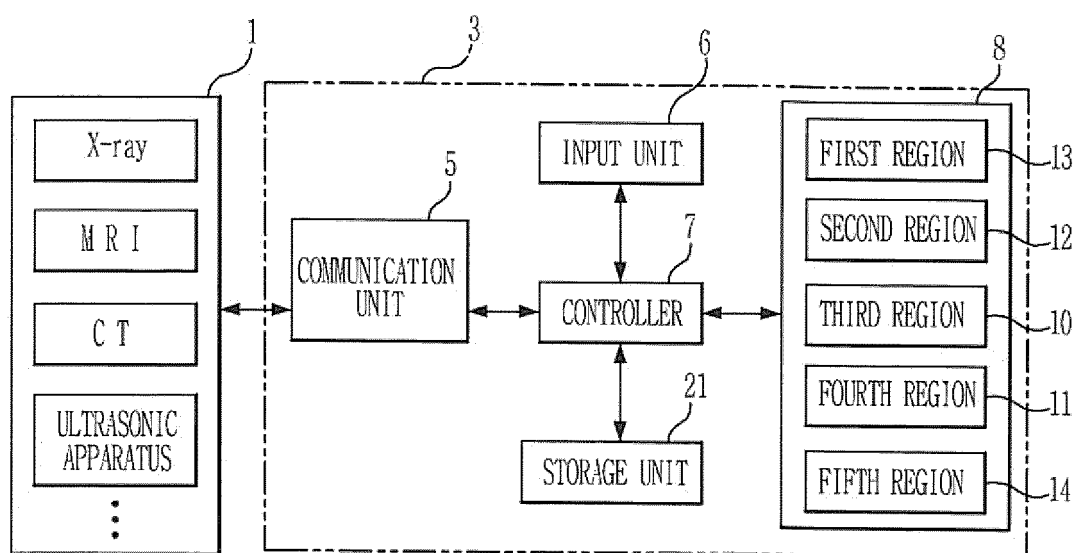 1
3
6
8
X-ray
INPUT UNIT
FIRST REGION
13
5
M R I
COMMUNICATION
UNIT
7
SECOND REGION
12
C T
CONTROLLER
THIRD REGION
10
ULTRASONIC
APPARATUS
21
STORAGE UNIT
FOURTH REGION
11
FIFTH REGION
14